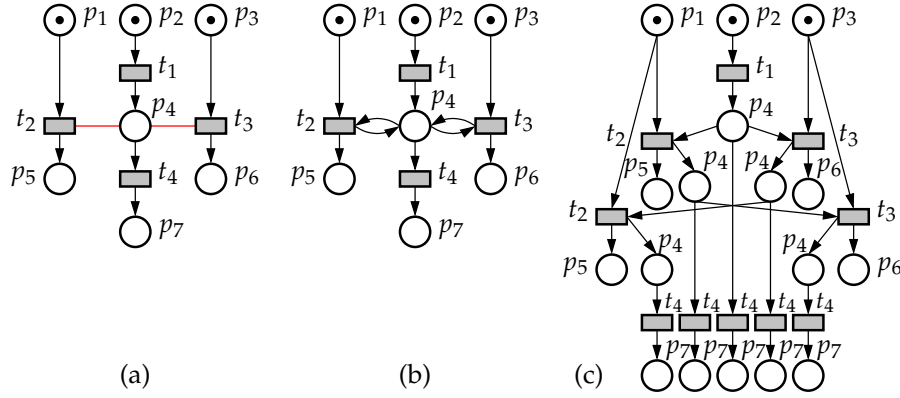 p1 p2 p3 p1 p2 p3 p1 p2 p3
t1 t1 t1
p4 p4 p4
t2 t3 t2 t3 t2 t3
p5 p6 p5 p6 p5 p4 p4 p6
t4 t4
p7 p7 t2 t3
p5 p4 p4 p6
t4 t4 t4 t4 t4
p7 p7 p7 p7 p7
(a) (b) (c)